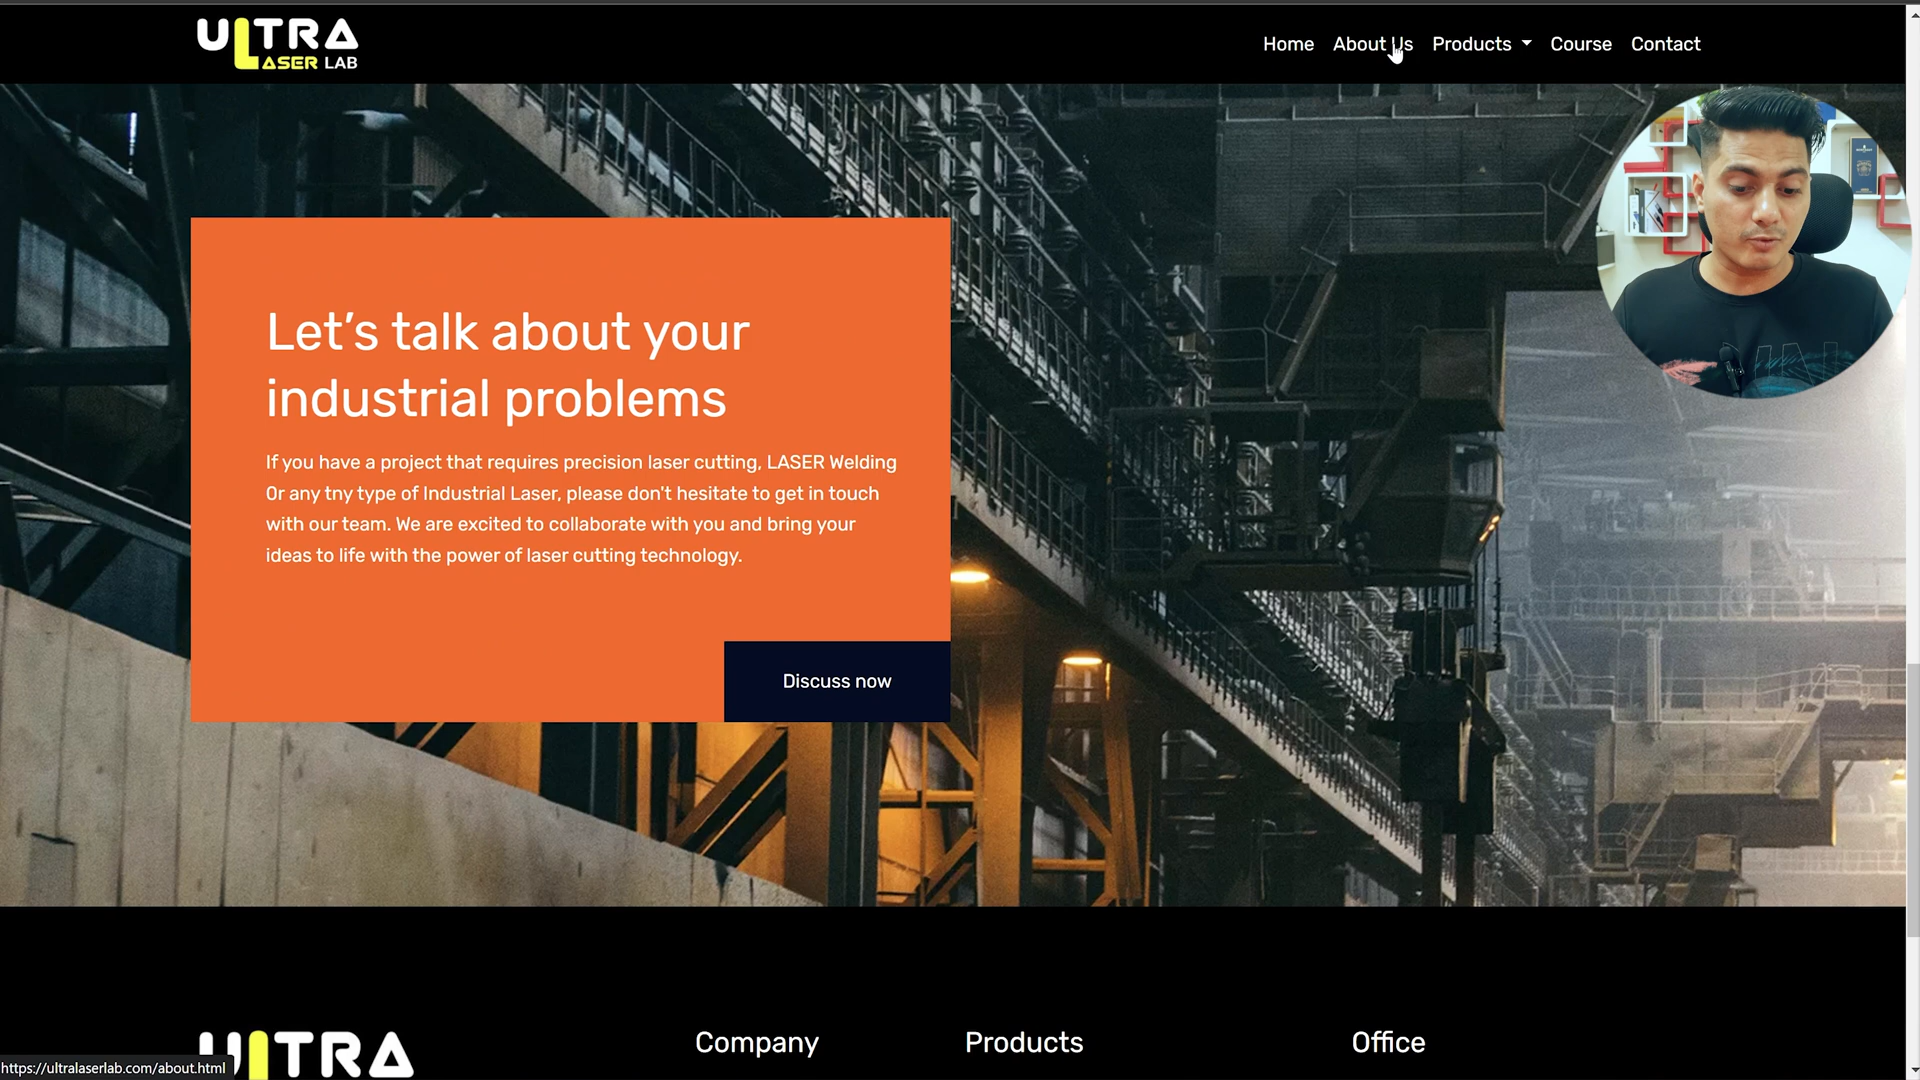 ULTRA
LASER LAB
Home About Us Products Course Contact
Let’s talk about your
industrial problems
If you have a project that requires precision laser cutting, LASER Welding
Or any tny type of Industrial Laser, please don't hesitate to get in touch
with our team. We are excited to collaborate with you and bring your
ideas to life with the power of laser cutting technology.
Discuss now
ULTRA
Company Products Office
https://ultralaserlab.com/about.html